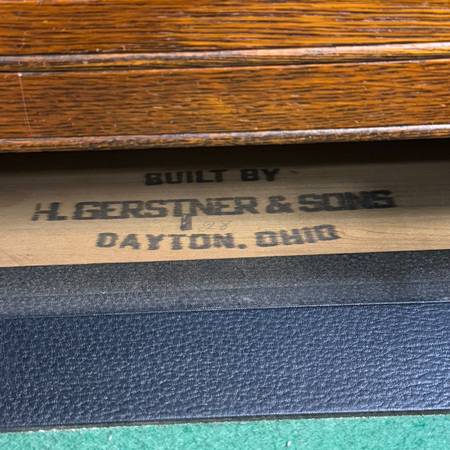 BUILT BY
H. GERSTNER & SONS
DAYTON, OHIO